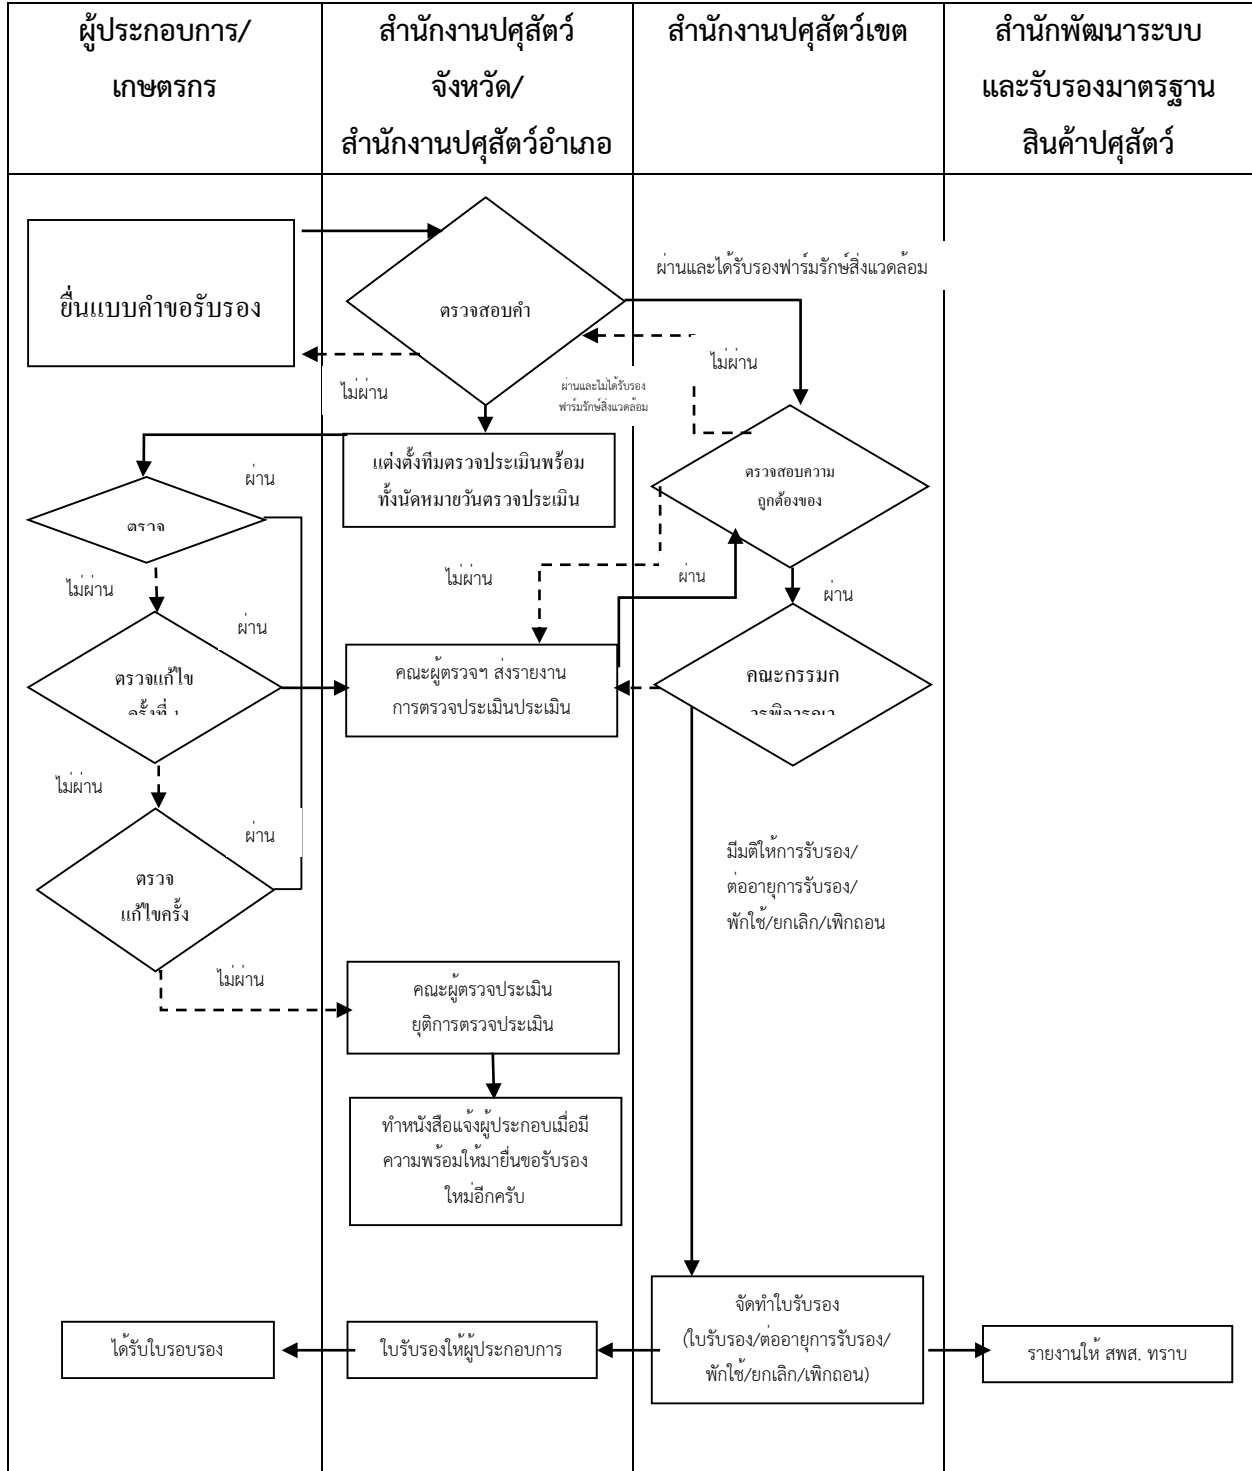 ผู้ประกอบการ/
เกษตรกร
สำนักงานปศุสัตว์
จังหวัด/
สำนักงานปศุสัตว์อำเภอ
สำนักงานปศุสัตว์เขต
สำนักพัฒนาระบบ
และรับรองมาตรฐาน
สินค้าปศุสัตว์
ยื่นแบบคำขอรับรอง
ตรวจสอบคำ
ผ่านและได้รับรองฟาร์มรักษ์สิ่งแวดล้อม
ไม่ผ่าน
ไม่ผ่าน
ผ่านและไม่ได้รับรอง
ฟาร์มรักษ์สิ่งแวดล้อม
แต่งตั้งทีมตรวจประเมินพร้อม
ทั้งนัดหมายวันตรวจประเมิน
ตรวจสอบความ
ถูกต้องของ
ผ่าน
ตรวจ
ไม่ผ่าน
ไม่ผ่าน
ผ่าน
ผ่าน
ผ่าน
ตรวจแก้ไข
ครั้งที่ 1
คณะผู้ตรวจฯ ส่งรายงาน
การตรวจประเมินประเมิน
คณะกรรมก
ารพิจารณา
ไม่ผ่าน
ผ่าน
ตรวจ
แก้ไขครั้ง
มีมติให้การรับรอง/
ต่ออายุการรับรอง/
พักใช้/ยกเลิก/เพิกถอน
ไม่ผ่าน
คณะผู้ตรวจประเมิน
ยุติการตรวจประเมิน
ทำหนังสือแจ้งผู้ประกอบเมื่อมี
ความพร้อมให้มายื่นขอรับรอง
ใหม่อีกครับ
จัดทำใบรับรอง
(ใบรับรอง/ต่ออายุการรับรอง/
พักใช้/ยกเลิก/เพิกถอน)
ได้รับใบรอบรอง
ใบรับรองให้ผู้ประกอบการ
รายงานให้ สพส. ทราบ